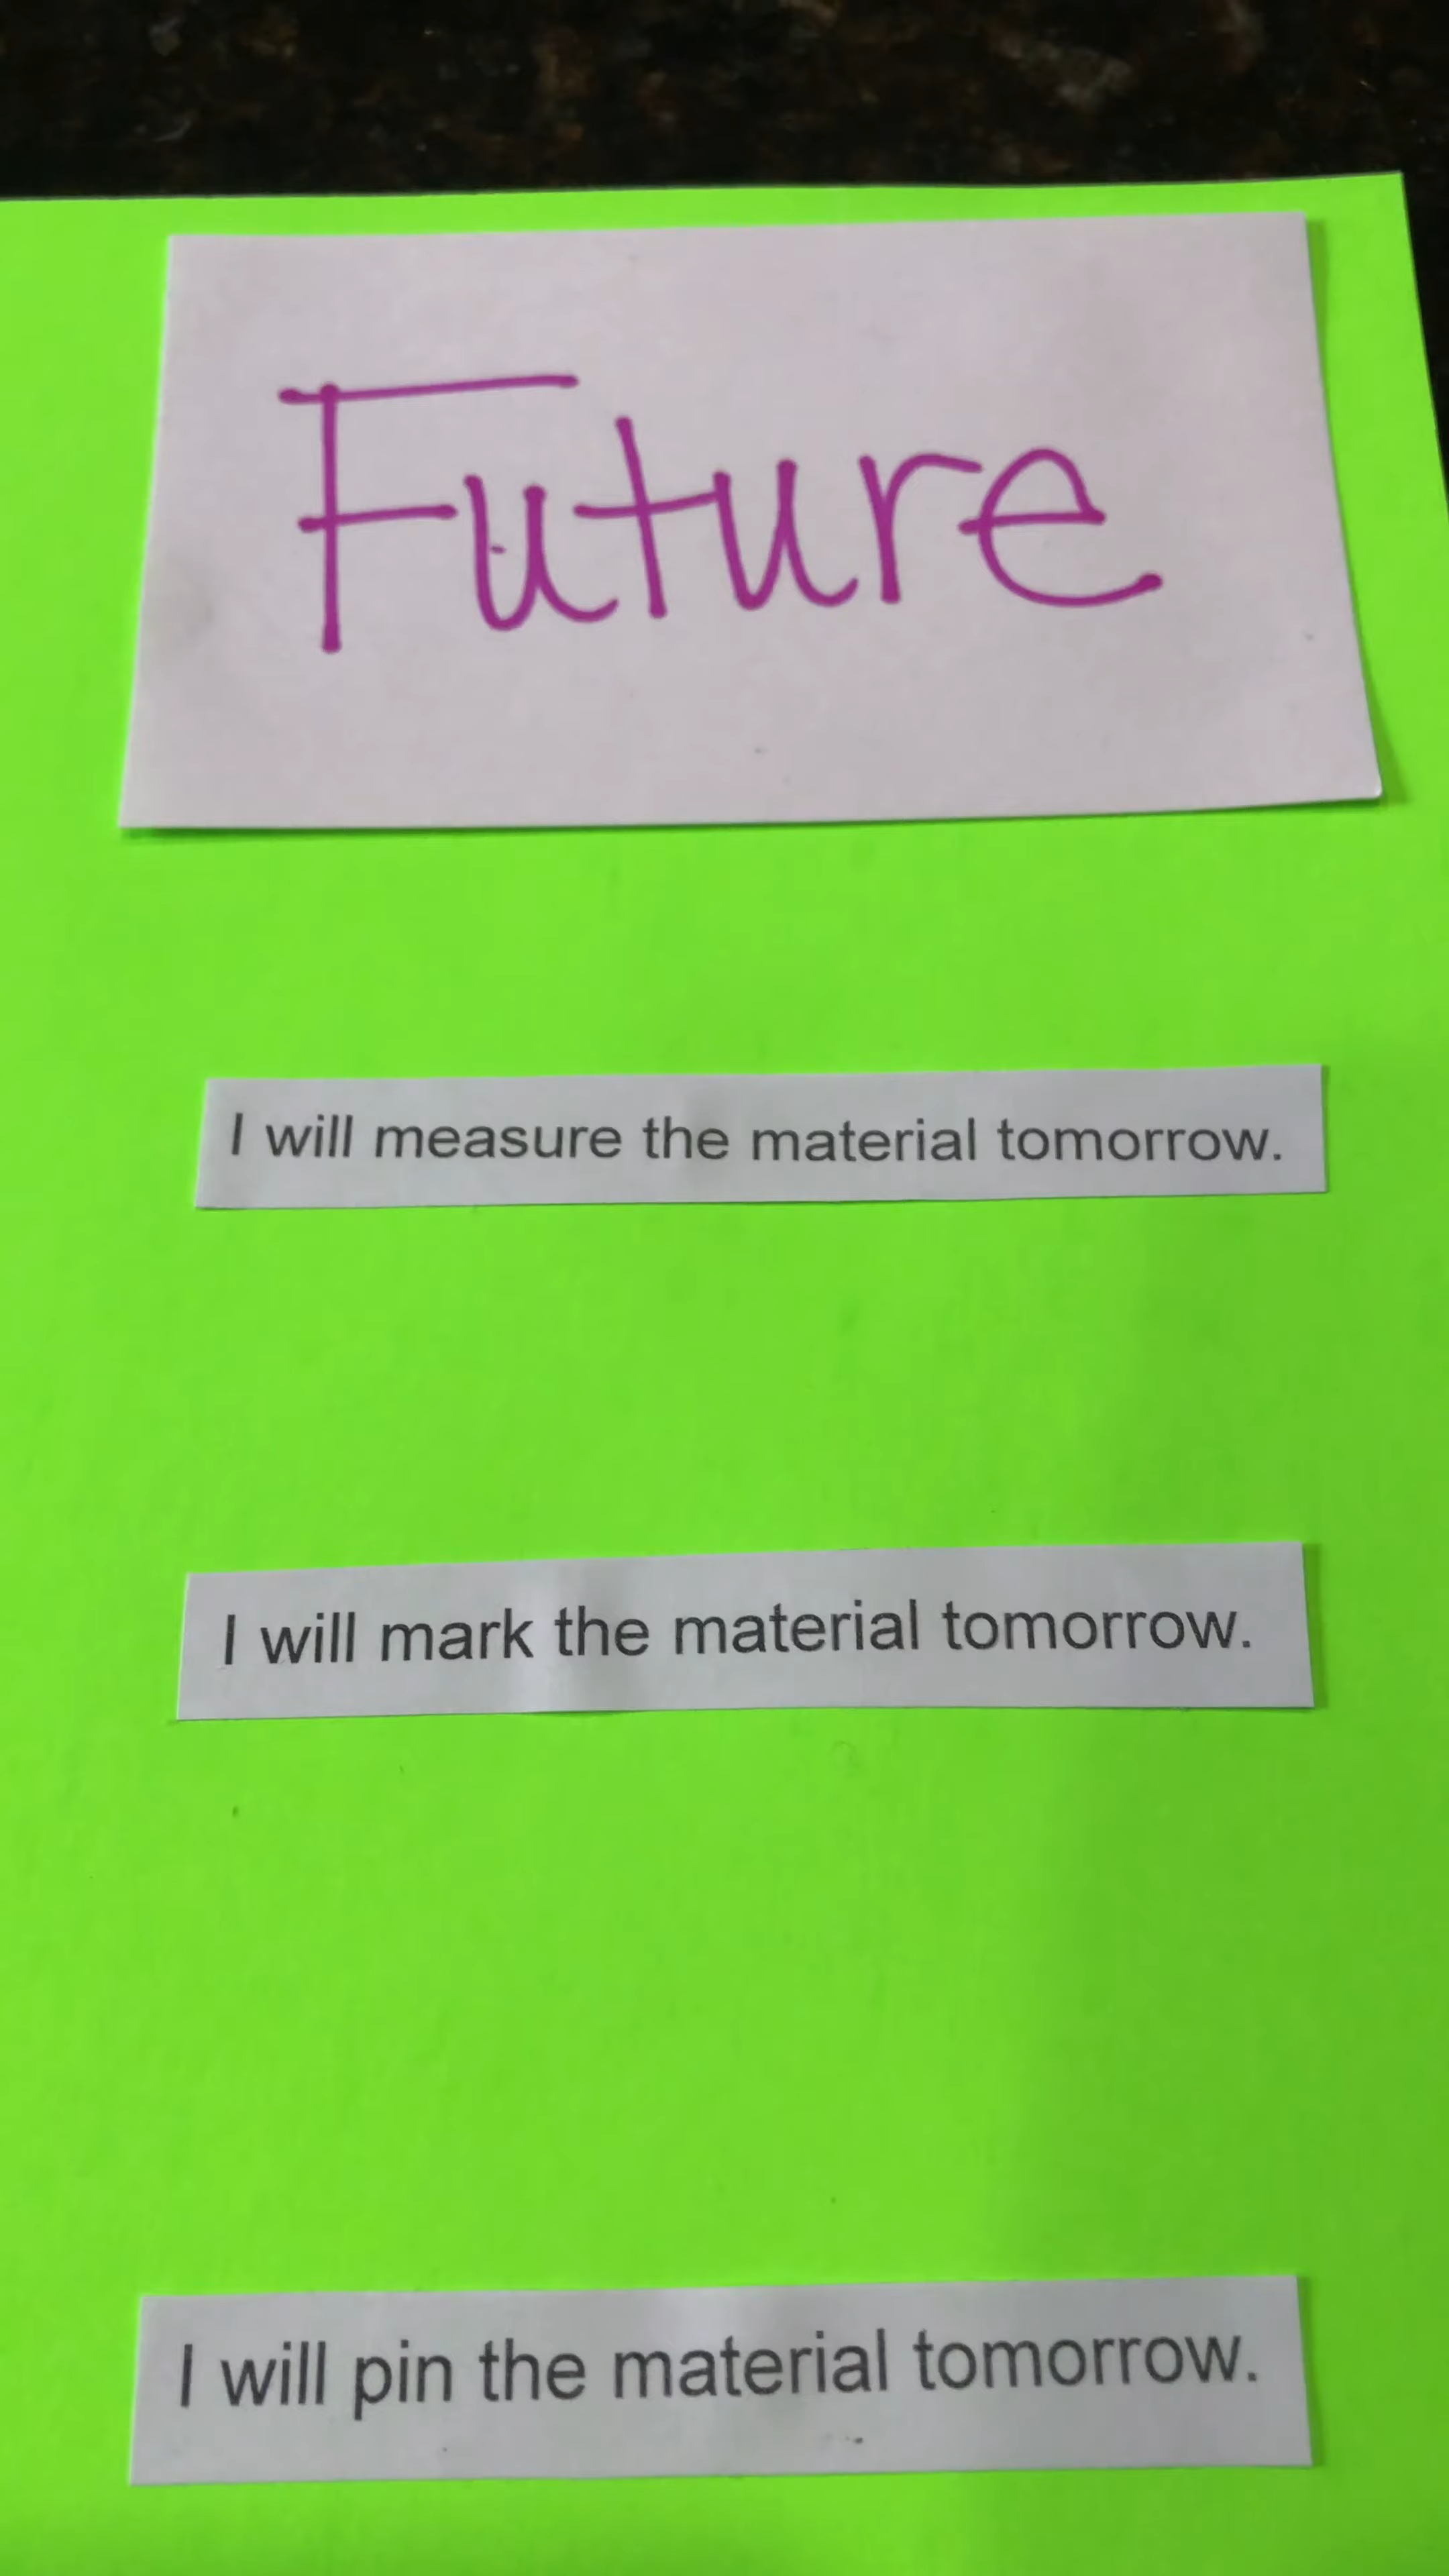 Future
I will measure the material tomorrow.
I will mark the material tomorrow.
I will pin the material tomorrow.